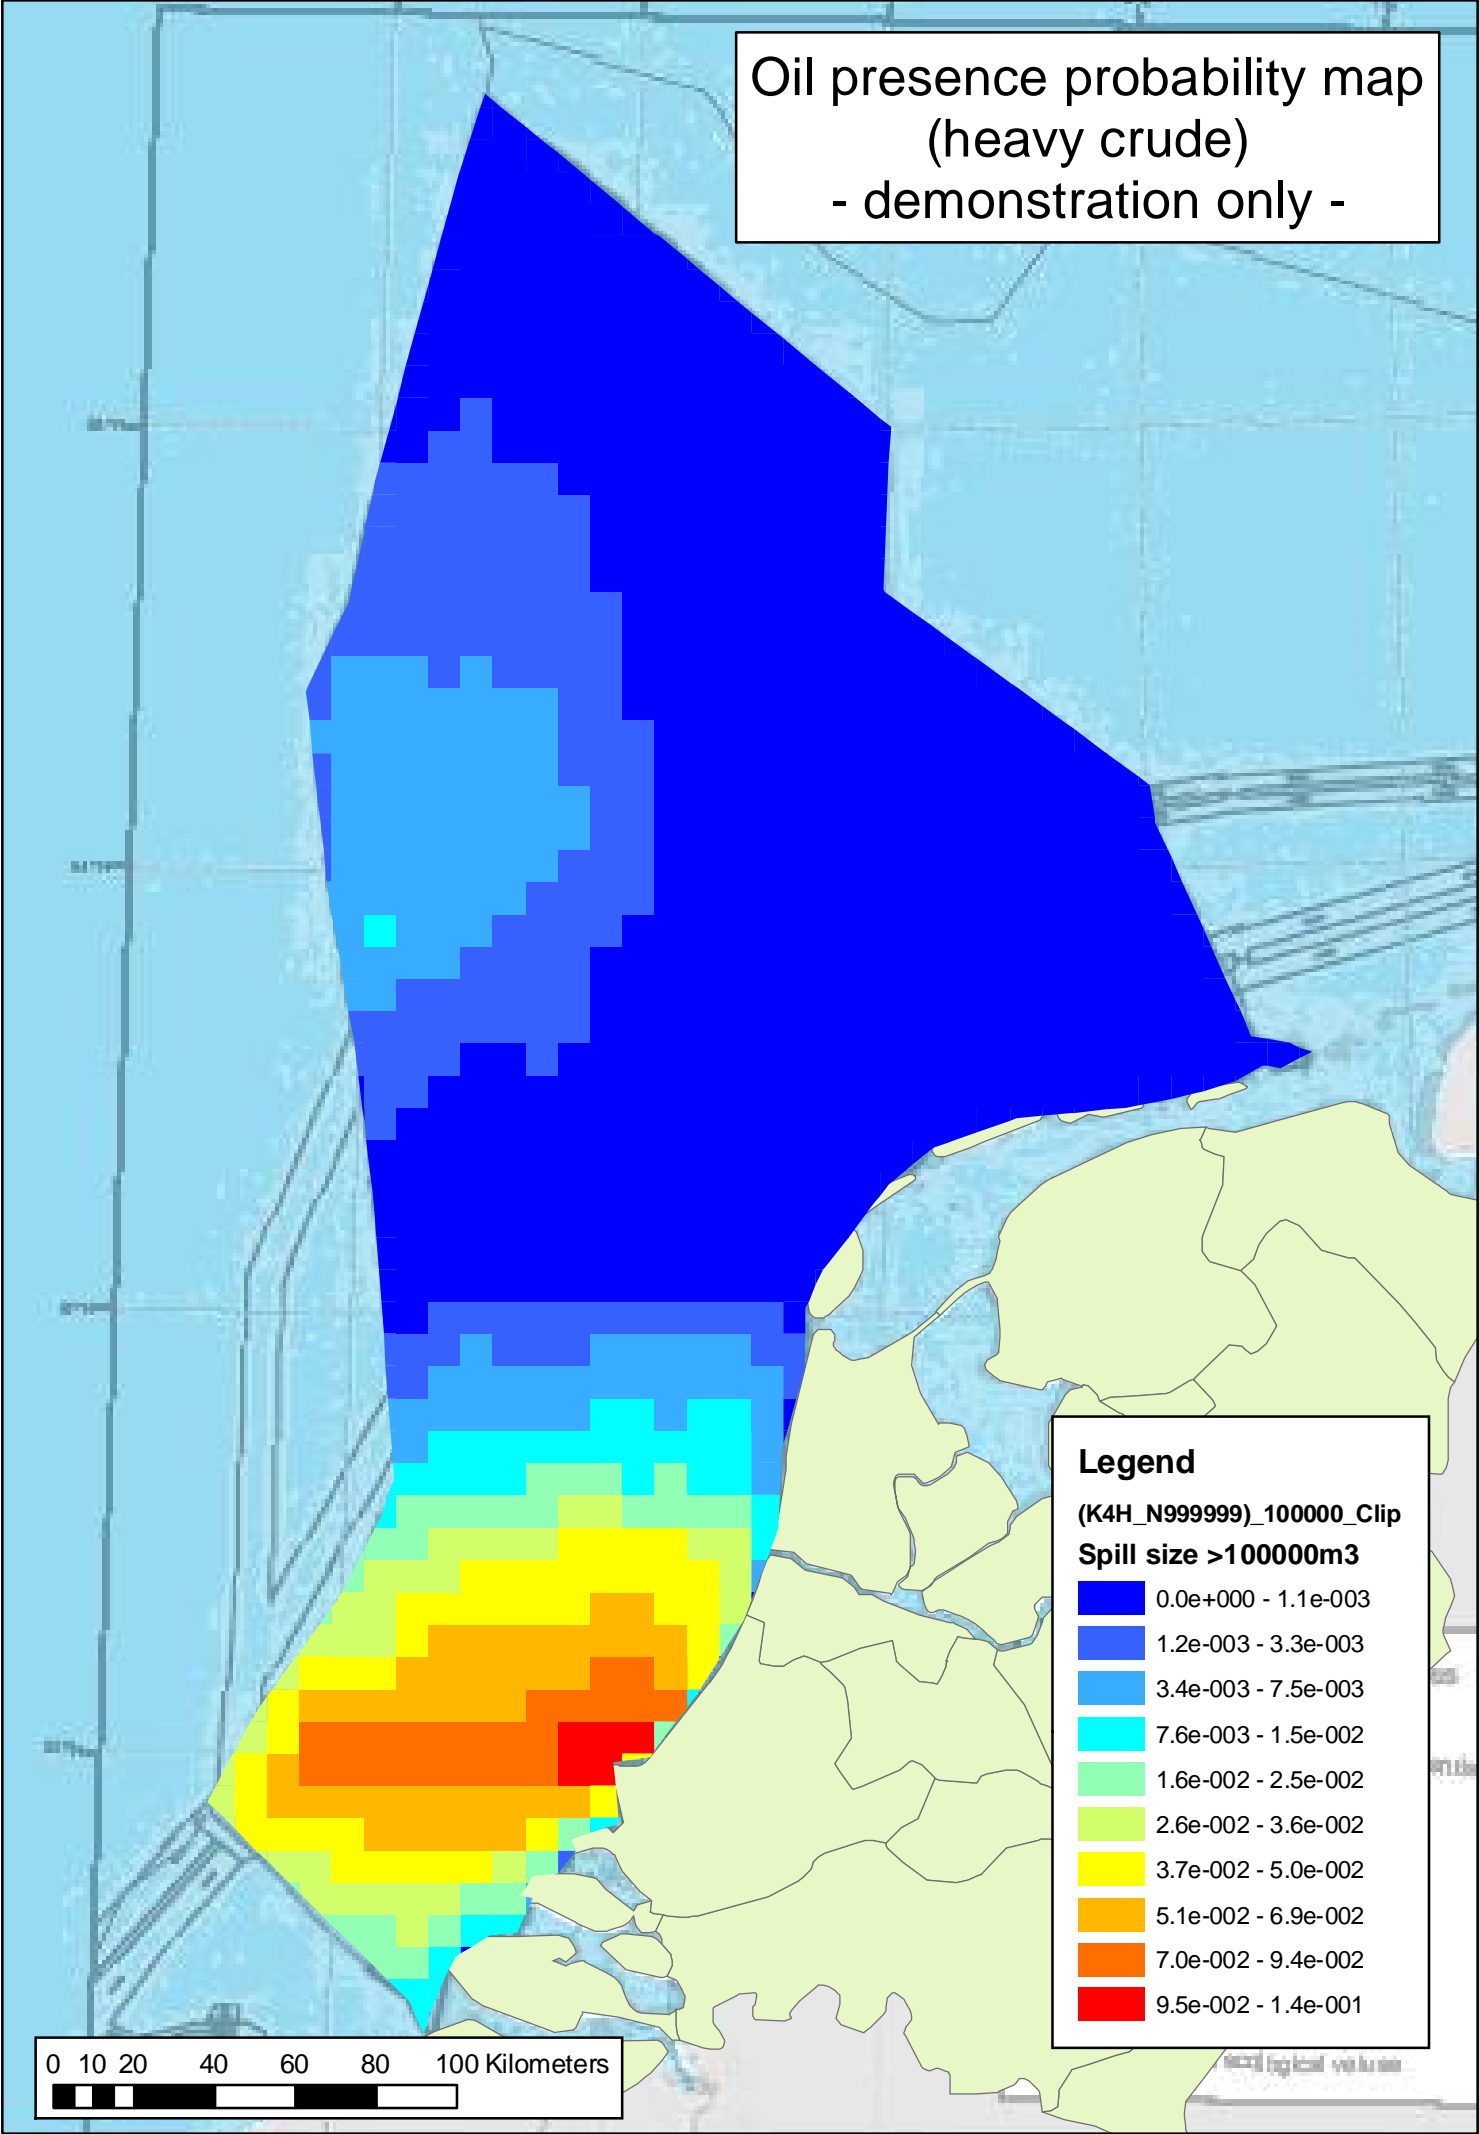 Oil presence probability map
(heavy crude)
- demonstration only -
Legend
(K4H_N999999)_100000_Clip
Spill size >100000m3
0.0e+000 - 1.1e-003
1.2e-003 - 3.3e-003
3.4e-003 - 7.5e-003
7.6e-003 - 1.5e-002
1.6e-002 - 2.5e-002
2.6e-002 - 3.6e-002
3.7e-002 - 5.0e-002
5.1e-002 - 6.9e-002
7.0e-002 - 9.4e-002
9.5e-002 - 1.4e-001
0 10 20 40 60 80 100 Kilometers